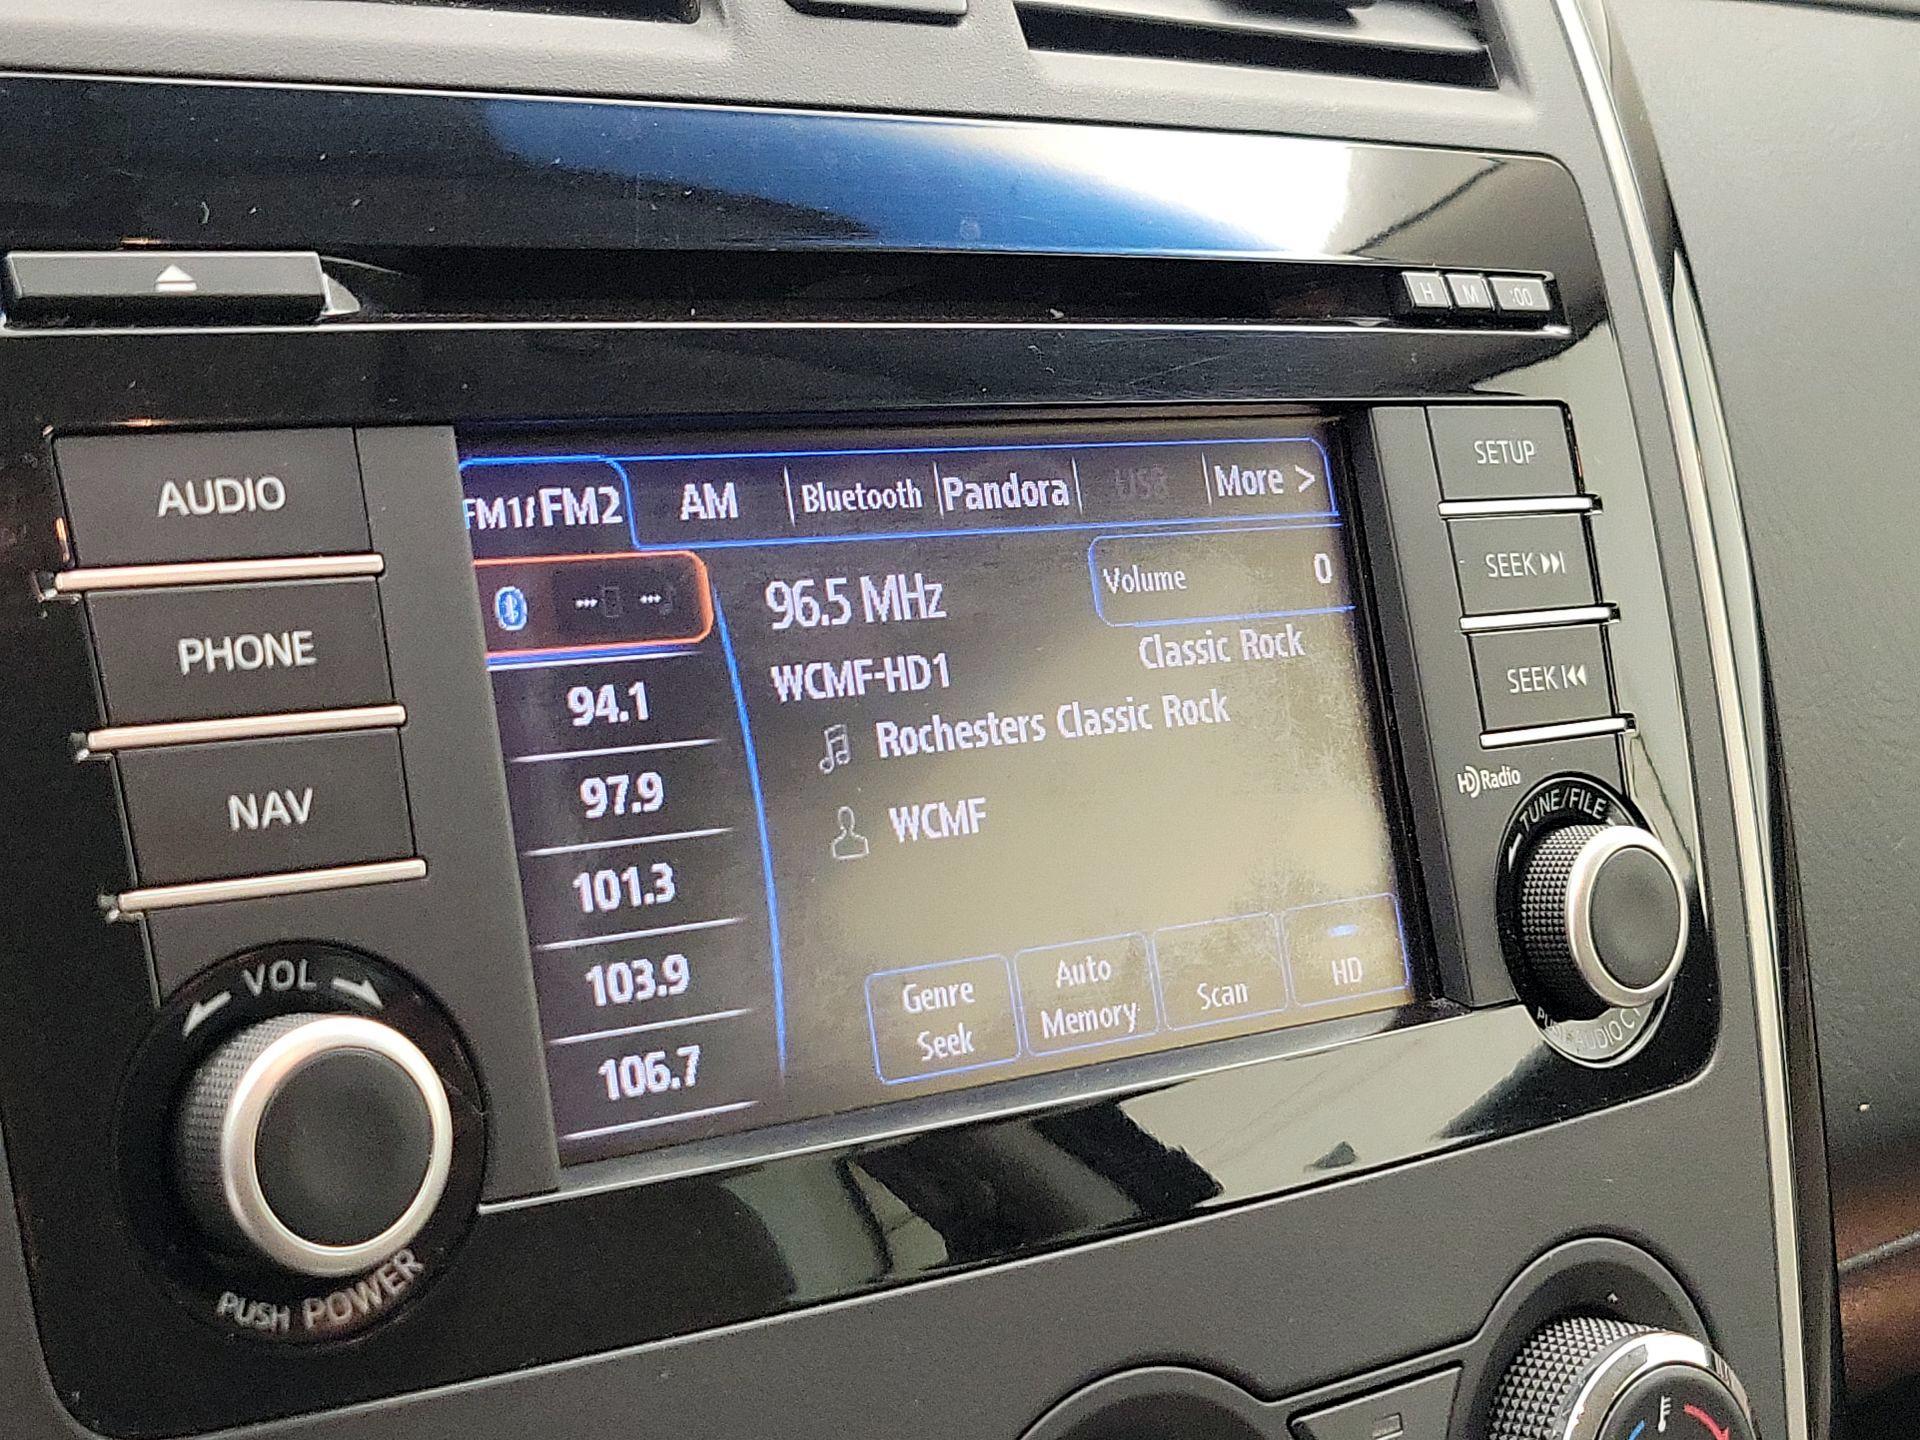 H M :00
AUDIO
PHONE
NAV
VOL
PUSH POWER
FM1/FM2 AM Bluetooth Pandora USB More >
96.5 MHz
Volume 0
WCMF-HD1
Classic Rock
Rochesters Classic Rock
WCMF
94.1
97.9
101.3
103.9
106.7
Genre
Seek
Auto
Memory
Scan
HD
SETUP
SEEK
SEEK
HD Radio
TUNE/FILE
AUDIO